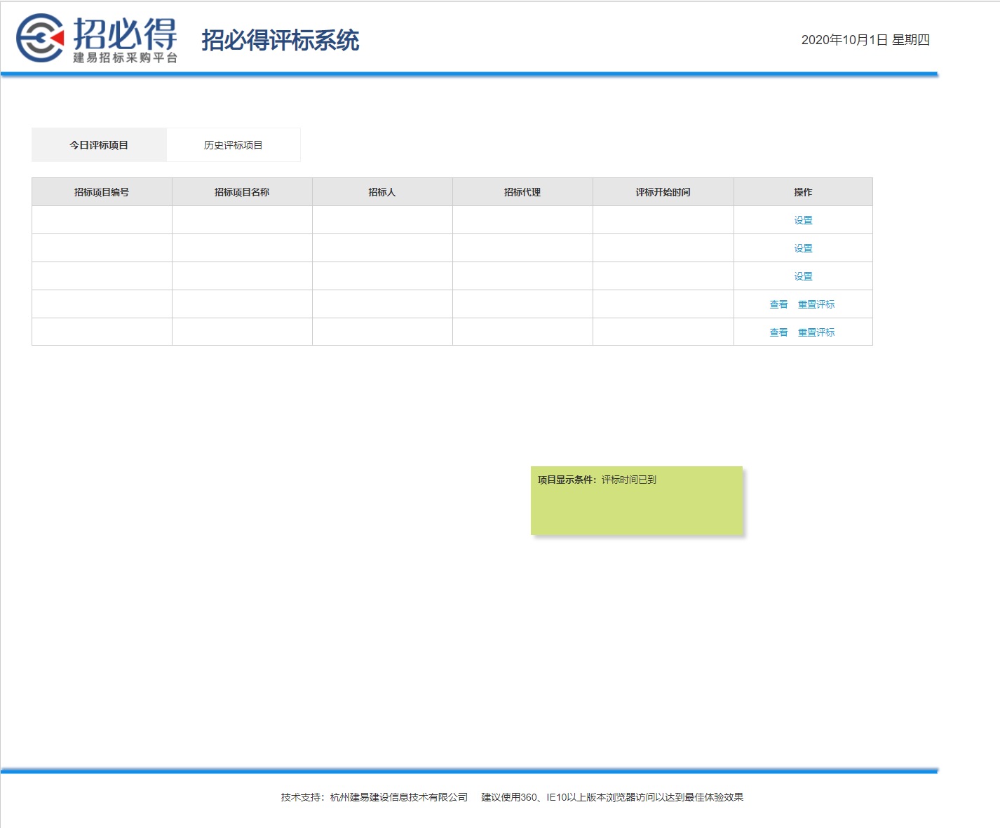 招必得
建易招标采购平台
招必得评标系统
2020年10月1日 星期四
今日评标项目 历史评标项目
招标项目编号 招标项目名称 招标人 招标代理 评标开始时间 操作
设置
设置
设置
查看 重置评标
查看 重置评标
项目显示条件：评标时间已到
技术支持：杭州建易建设信息技术有限公司 建议使用360、IE10以上版本浏览器访问以达到最佳体验效果